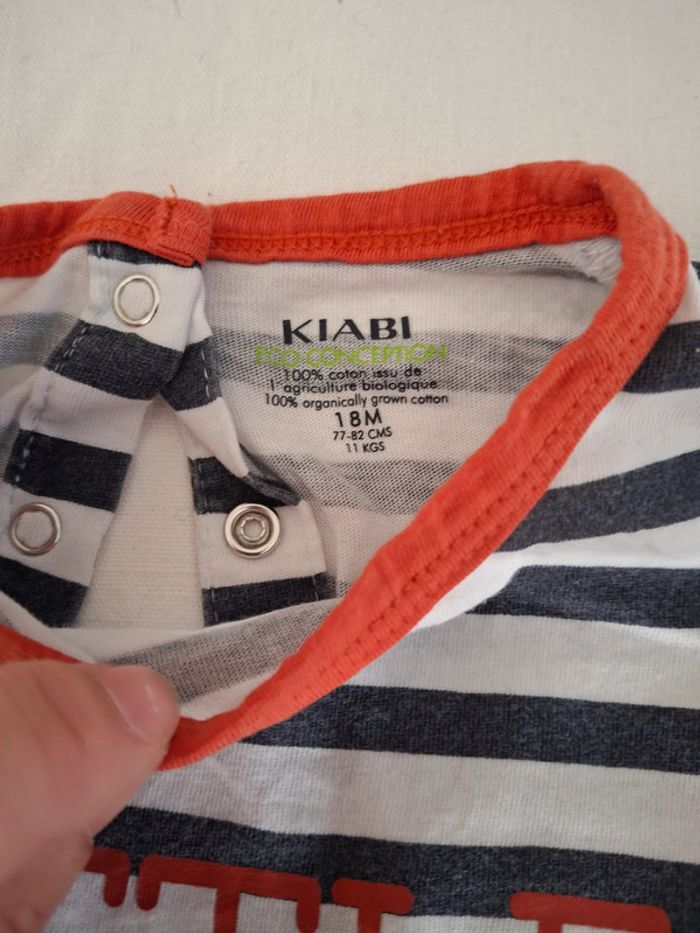 KIABI
ECO-CONCEPTION
100% coton issu de
l'agriculture biologique
100% organically grown cotton
18M
77-82 CMS
11 KGS